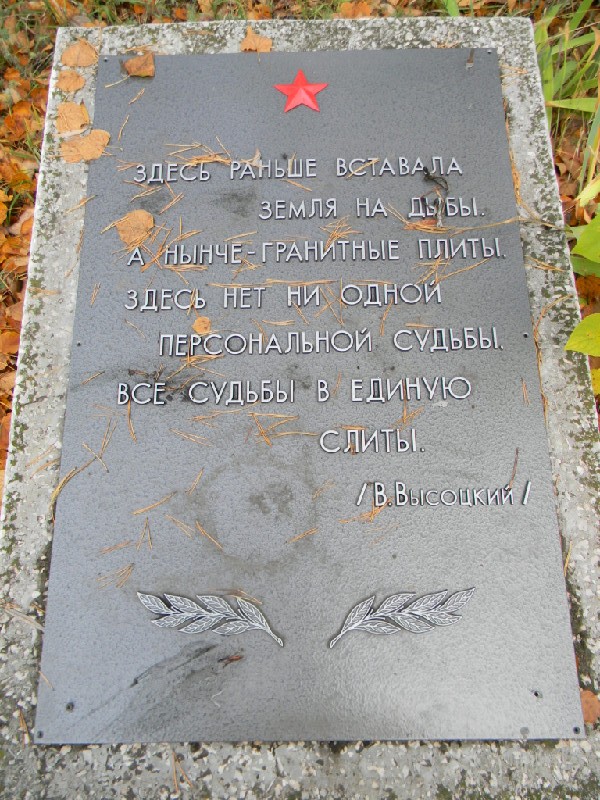 ЗДЕСЬ РАНЬШЕ ВСТАВАЛА
ЗЕМЛЯ НА ДЫБЫ.
А НЫНЧЕ-ГРАНИТНЫЕ ПЛИТЫ.
ЗДЕСЬ НЕТ НИ ОДНОЙ
ПЕРСОНАЛЬНОЙ СУДЬБЫ.
ВСЕ СУДЬБЫ В ЕДИНУЮ
СЛИТЫ.
/В.Высоцкий/